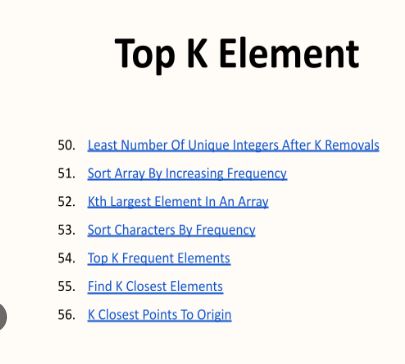 Top K Element
50. Least Number Of Unique Integers After K Removals
51. Sort Array By Increasing Frequency
52. Kth Largest Element In An Array
53. Sort Characters By Frequency
54. Top K Frequent Elements
55. Find K Closest Elements
56. K Closest Points To Origin